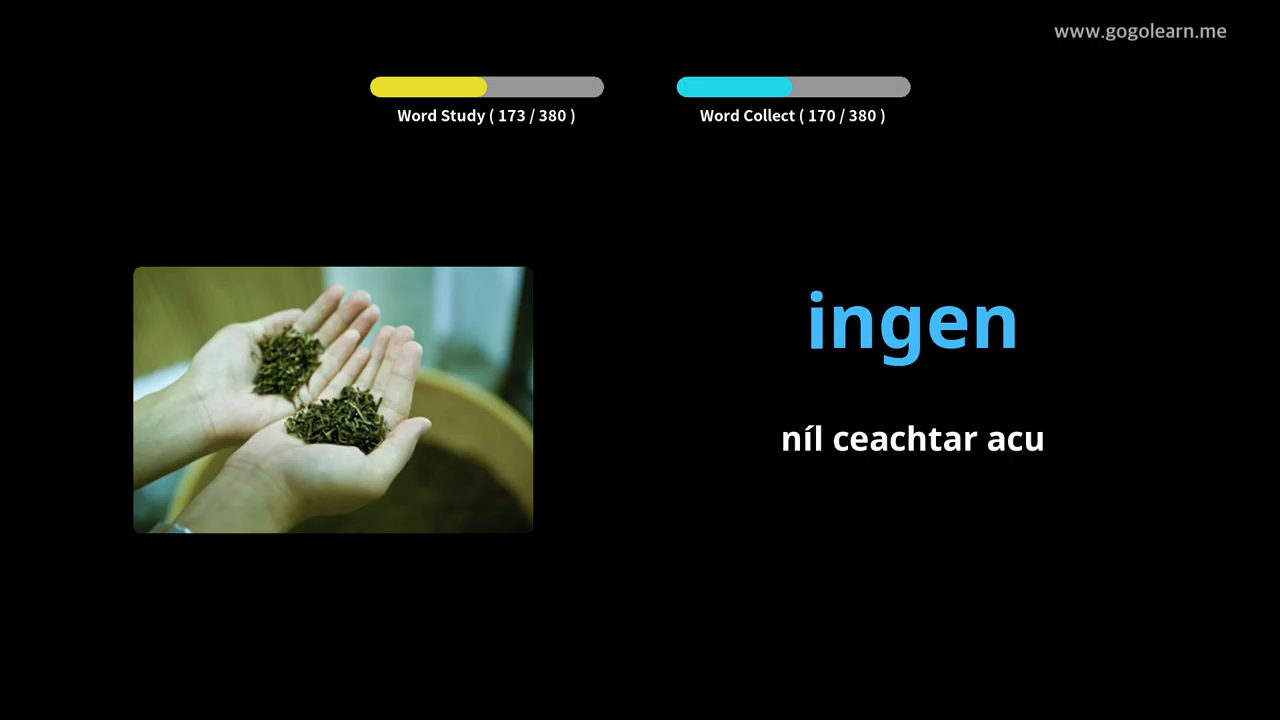 www.gogolearn.me
Word Study ( 173 / 380 )
Word Collect ( 170 / 380 )
ingen
níl ceachtar acu